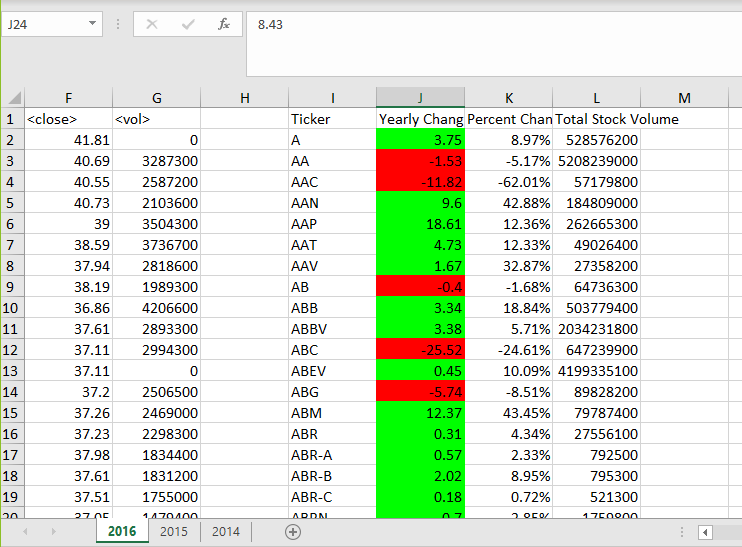 J24 fx 8.43
F G H I J K L M
1 <close> <vol> Ticker Yearly Chang Percent Chan Total Stock Volume
2 41.81 0 A 3.75 8.97% 528576200
3 40.69 3287300 AA -1.53 -5.17% 5208239000
4 40.55 2587200 AAC -11.82 -62.01% 57179800
5 40.73 2103600 AAN 9.6 42.88% 184809000
6 39 3504300 AAP 18.61 12.36% 262665300
7 38.59 3736700 AAT 4.73 12.33% 49026400
8 37.94 2818600 AAV 1.67 32.87% 27358200
9 38.19 1989300 AB -0.4 -1.68% 64736300
10 36.86 4206600 ABB 3.34 18.84% 503779400
11 37.61 2893300 ABBV 3.38 5.71% 2034231800
12 37.11 2994300 ABC -25.52 -24.61% 647239900
13 37.11 0 ABEV 0.45 10.09% 4199335100
14 37.2 2506500 ABG -5.74 -8.51% 89828200
15 37.26 2469000 ABM 12.37 43.45% 79787400
16 37.23 2298300 ABR 0.31 4.34% 27556100
17 37.98 1834400 ABR-A 0.57 2.33% 792500
18 37.61 1831200 ABR-B 2.02 8.95% 795300
19 37.51 1755000 ABR-C 0.18 0.72% 521300
20 37.05 1479400 ABRN 0.7 2.85% 1759800
2016 2015 2014